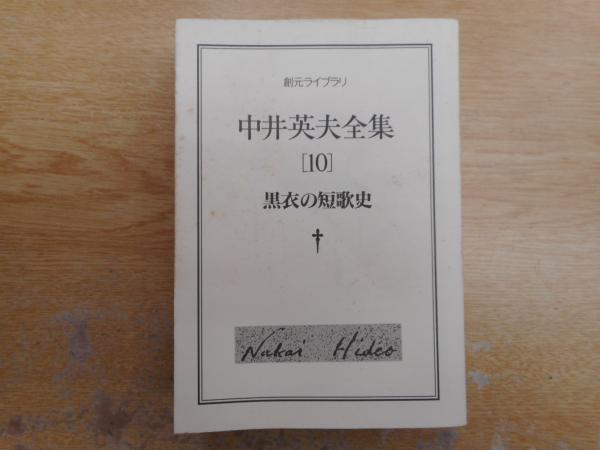 創元ライブラリ
中井英夫全集
[10]
黒衣の短歌史
†
Nakai Hideo